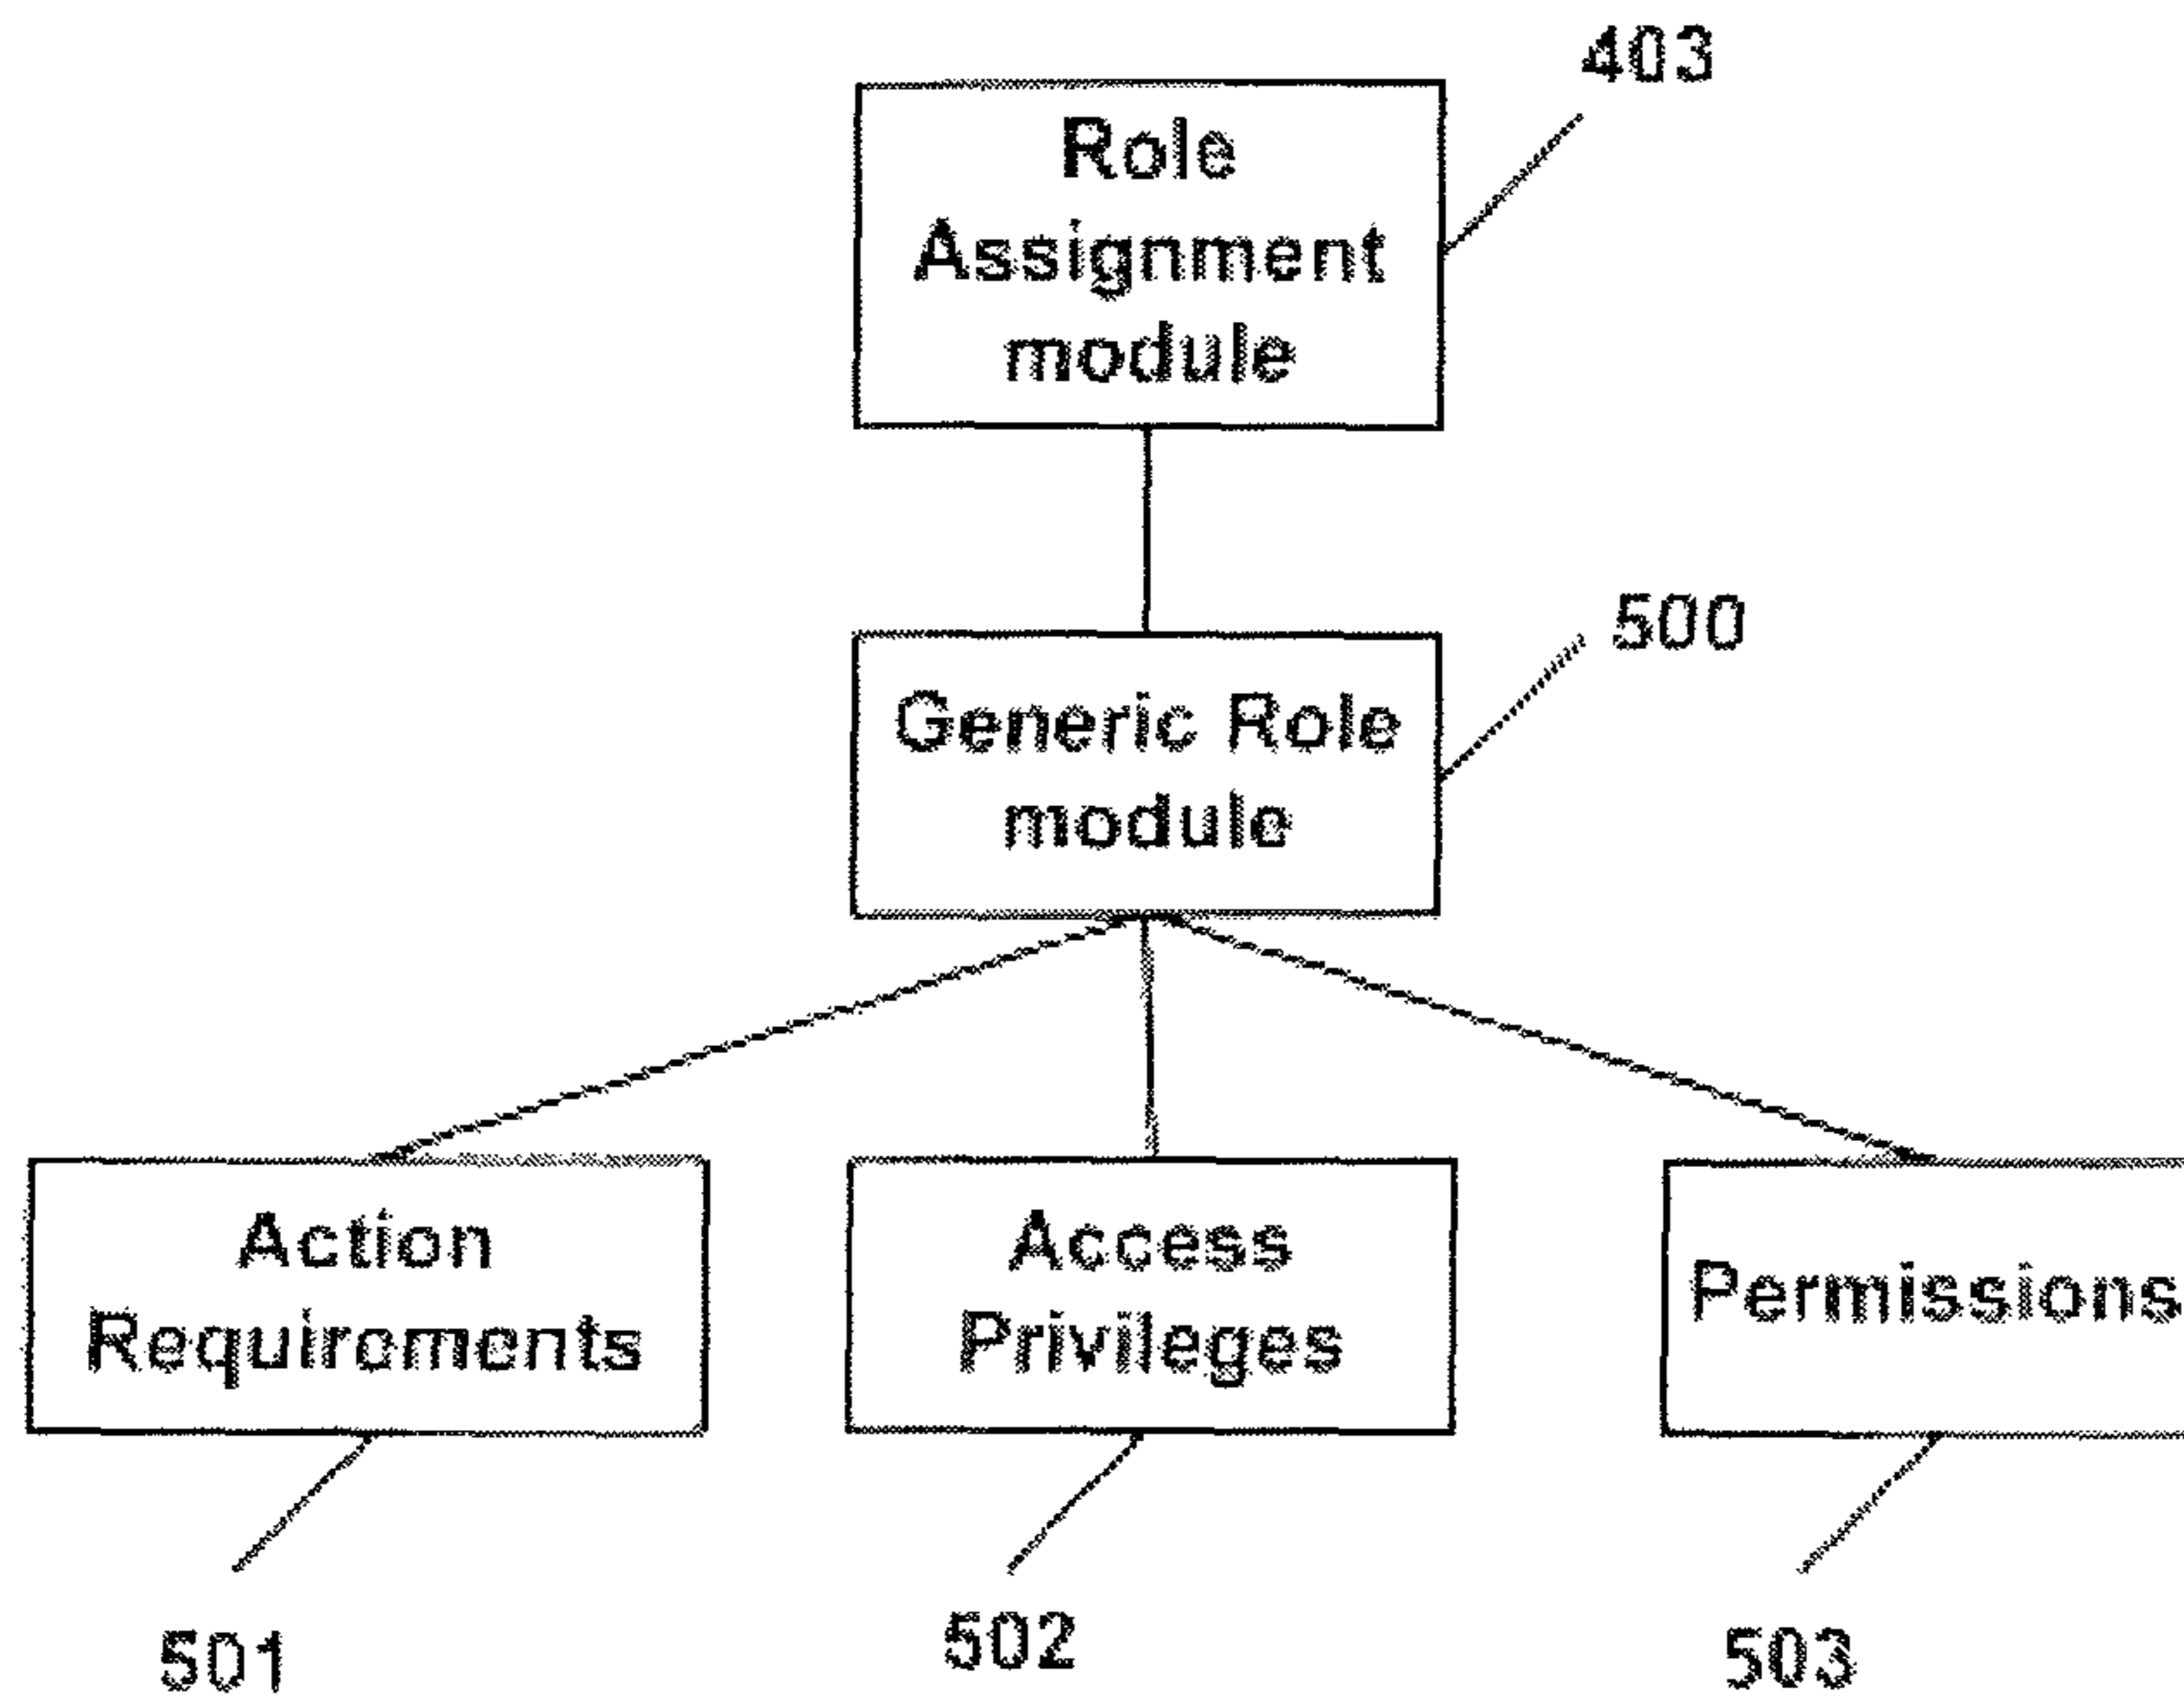 403
Role
Assignment
module
500
Generic Role
module
Action
Requirements
Access
Privileges
Permissions
501
502
503